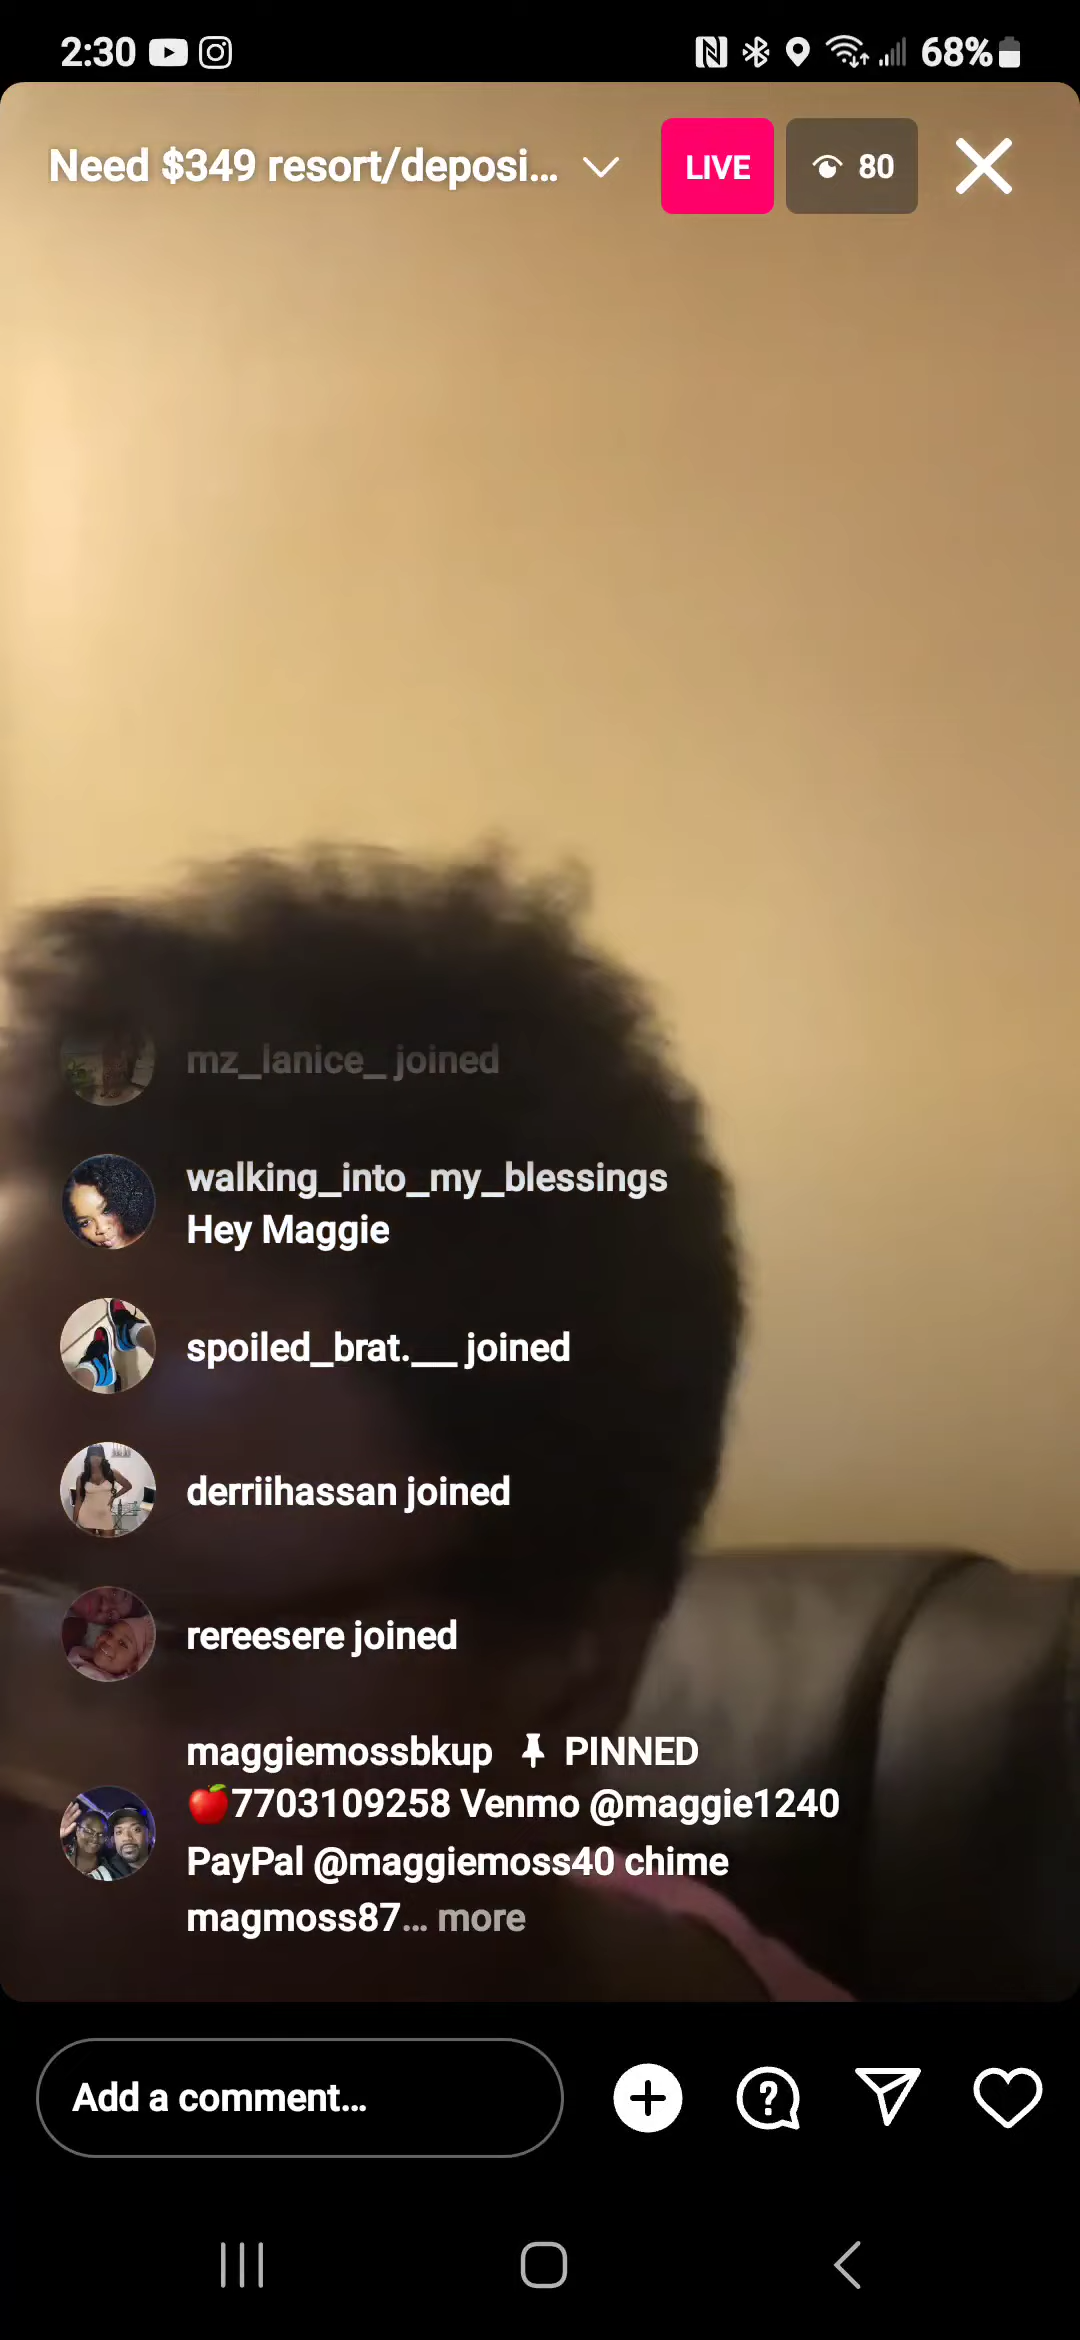 2:30 68%
Need $349 resort/deposi... LIVE 80
mz_lanice_ joined
walking_into_my_blessings
Hey Maggie
spoiled_brat.__ joined
derriihassan joined
rereesere joined
maggiemossbkup PINNED
🍎7703109258 Venmo @maggie1240
PayPal @maggiemoss40 chime
magmoss87... more
Add a comment...